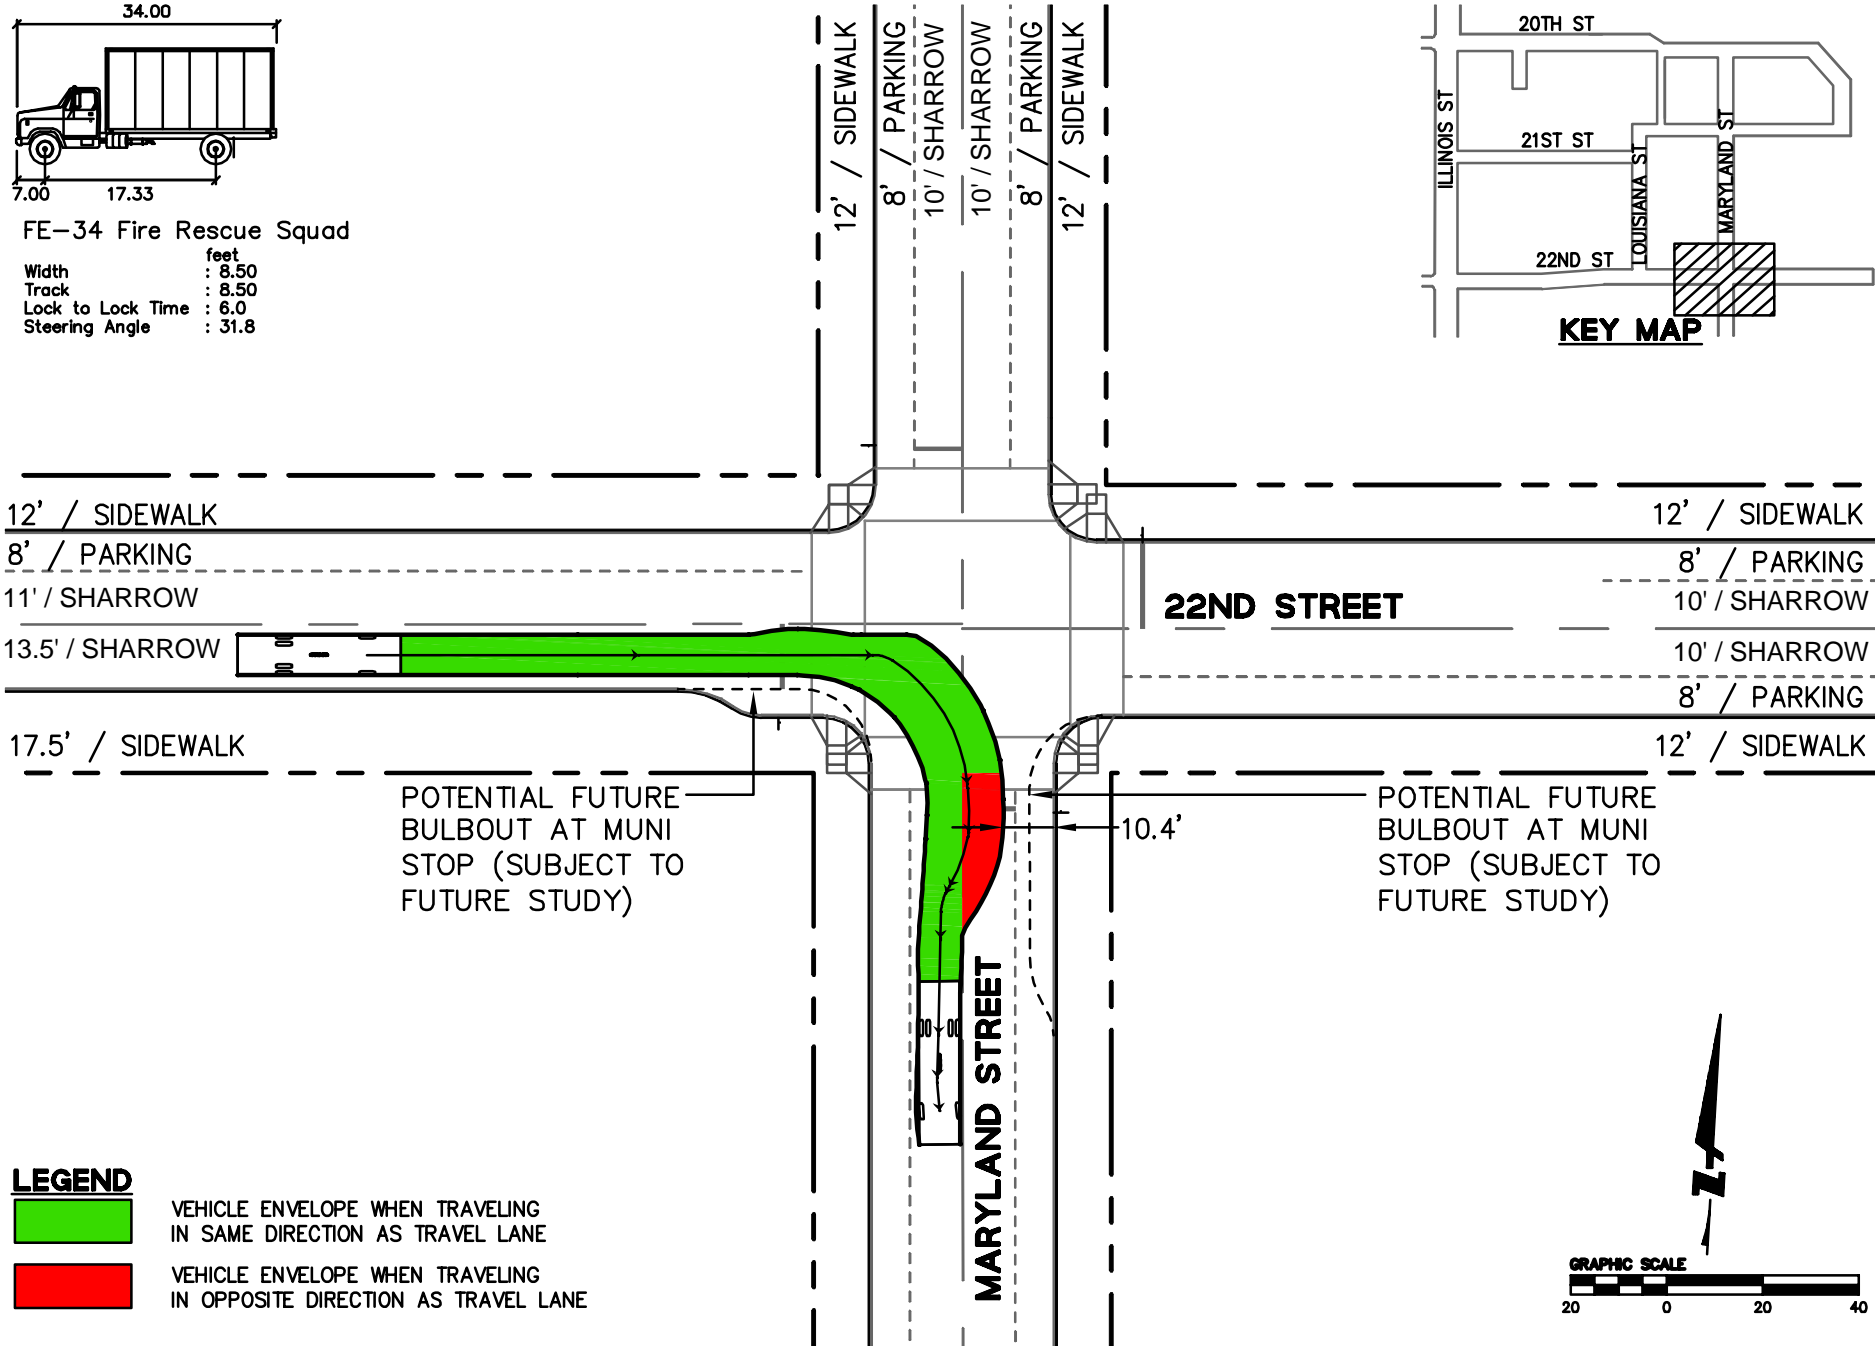 34.00
7.00
17.33
FE-34 Fire Rescue Squad
feet
Width : 8.50
Track : 8.50
Lock to Lock Time : 6.0
Steering Angle : 31.8
12' / SIDEWALK
8' / PARKING
10' / SHARROW
10' / SHARROW
8' / PARKING
12' / SIDEWALK
20TH ST
ILLINOIS ST
21ST ST
LOUISIANA ST
MARYLAND ST
22ND ST
KEY MAP
12' / SIDEWALK
8' / PARKING
11' / SHARROW
13.5' / SHARROW
17.5' / SIDEWALK
22ND STREET
12' / SIDEWALK
8' / PARKING
10' / SHARROW
10' / SHARROW
8' / PARKING
12' / SIDEWALK
POTENTIAL FUTURE
BULBOUT AT MUNI
STOP (SUBJECT TO
FUTURE STUDY)
10.4'
POTENTIAL FUTURE
BULBOUT AT MUNI
STOP (SUBJECT TO
FUTURE STUDY)
MARYLAND STREET
LEGEND
VEHICLE ENVELOPE WHEN TRAVELING
IN SAME DIRECTION AS TRAVEL LANE
VEHICLE ENVELOPE WHEN TRAVELING
IN OPPOSITE DIRECTION AS TRAVEL LANE
Z
GRAPHIC SCALE
20 0 20 40